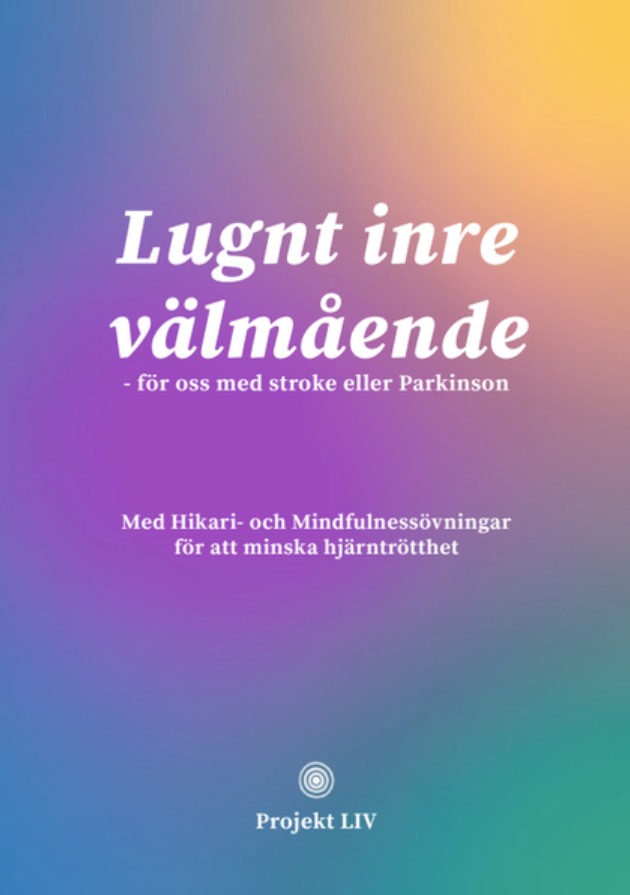 Lugnt inre
välmående
- för oss med stroke eller Parkinson
Med Hikari- och Mindfulnessövningar
för att minska hjärntrötthet
Projekt LIV